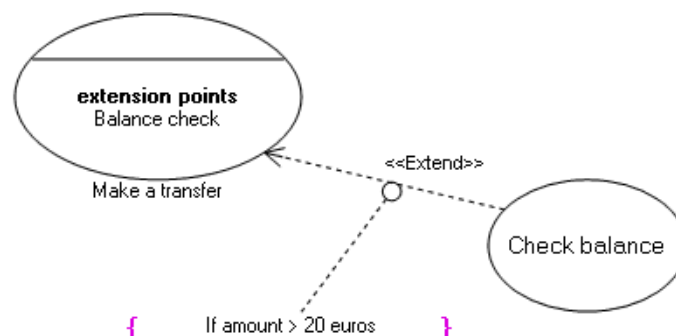 extension points
Balance check
Make a transfer
<<Extend>>
Check balance
{ If amount > 20 euros }